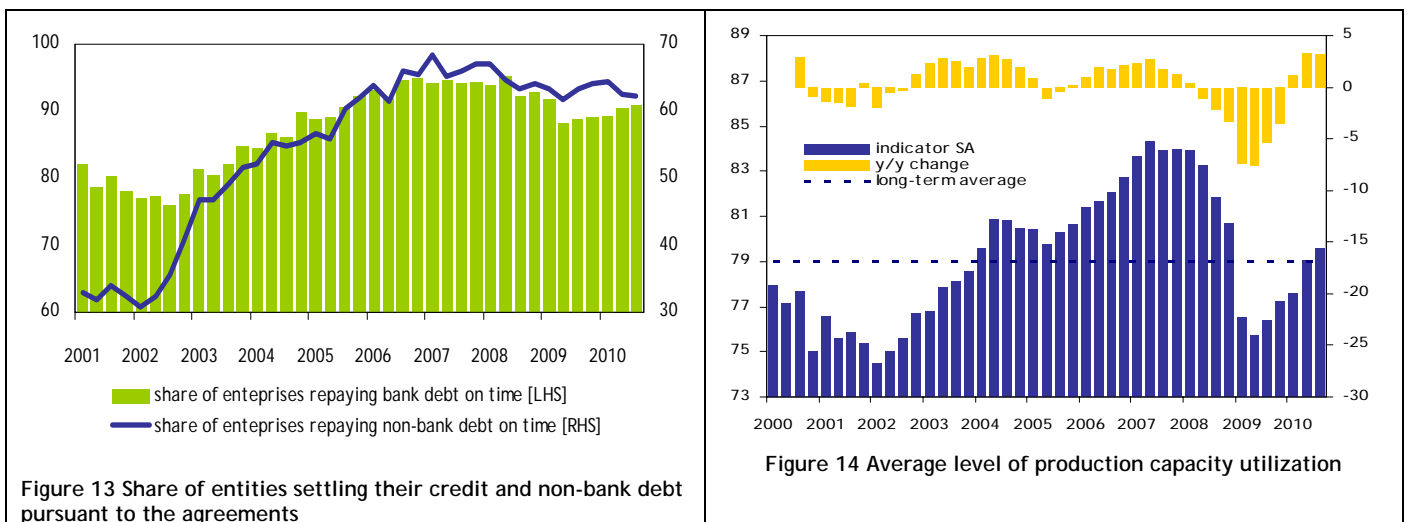 100
90
80
70
60
70
60
50
40
30
2001 2002 2003 2004 2005 2006 2007 2008 2009 2010
share of enteprises repaying bank debt on time [LHS]
share of enteprises repaying non-bank debt on time [RHS]
Figure 13 Share of entities settling their credit and non-bank debt
pursuant to the agreements
89
87
85
83
81
79
77
75
73
5
0
-5
-10
-15
-20
-25
-30
indicator SA
y/y change
long-term average
2000 2001 2002 2003 2004 2005 2006 2007 2008 2009 2010
Figure 14 Average level of production capacity utilization